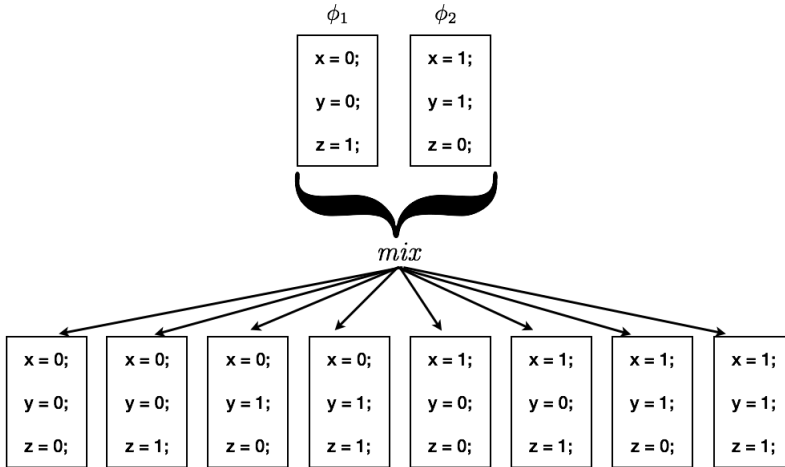 ϕ₁ ϕ₂
x = 0; x = 1;
y = 0; y = 1;
z = 1; z = 0;
mix
x = 0; x = 0; x = 0; x = 0; x = 1; x = 1; x = 1; x = 1;
y = 0; y = 0; y = 1; y = 1; y = 0; y = 0; y = 1; y = 1;
z = 0; z = 1; z = 0; z = 1; z = 0; z = 1; z = 0; z = 1;